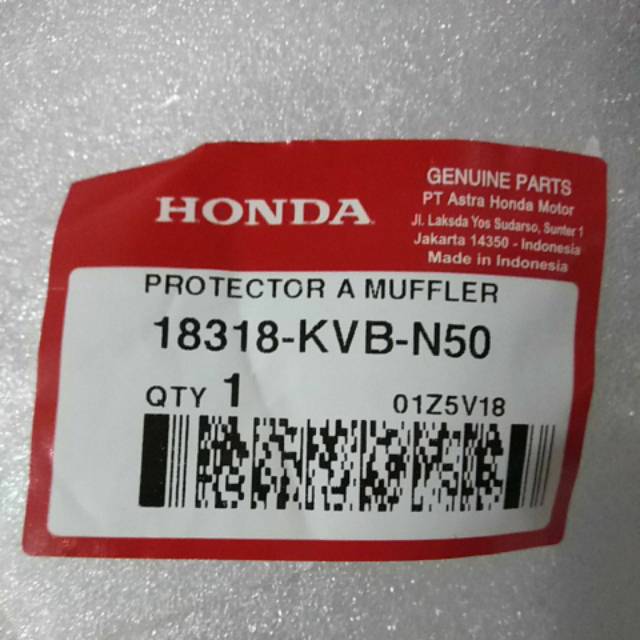 HONDA
GENUINE PARTS
PT Astra Honda Motor
Jl. Laksda Yos Sudarso, Sunter 1
Jakarta 14350 - Indonesia
Made in Indonesia
PROTECTOR A MUFFLER
18318-KVB-N50
QTY 1
01Z5V18